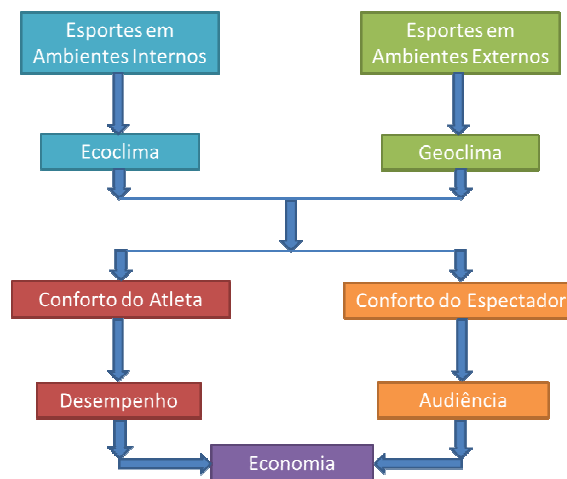 Esportes em
Ambientes Internos
Esportes em
Ambientes Externos
Ecoclima
Geoclima
Conforto do Atleta
Conforto do Espectador
Desempenho
Audiência
Economia